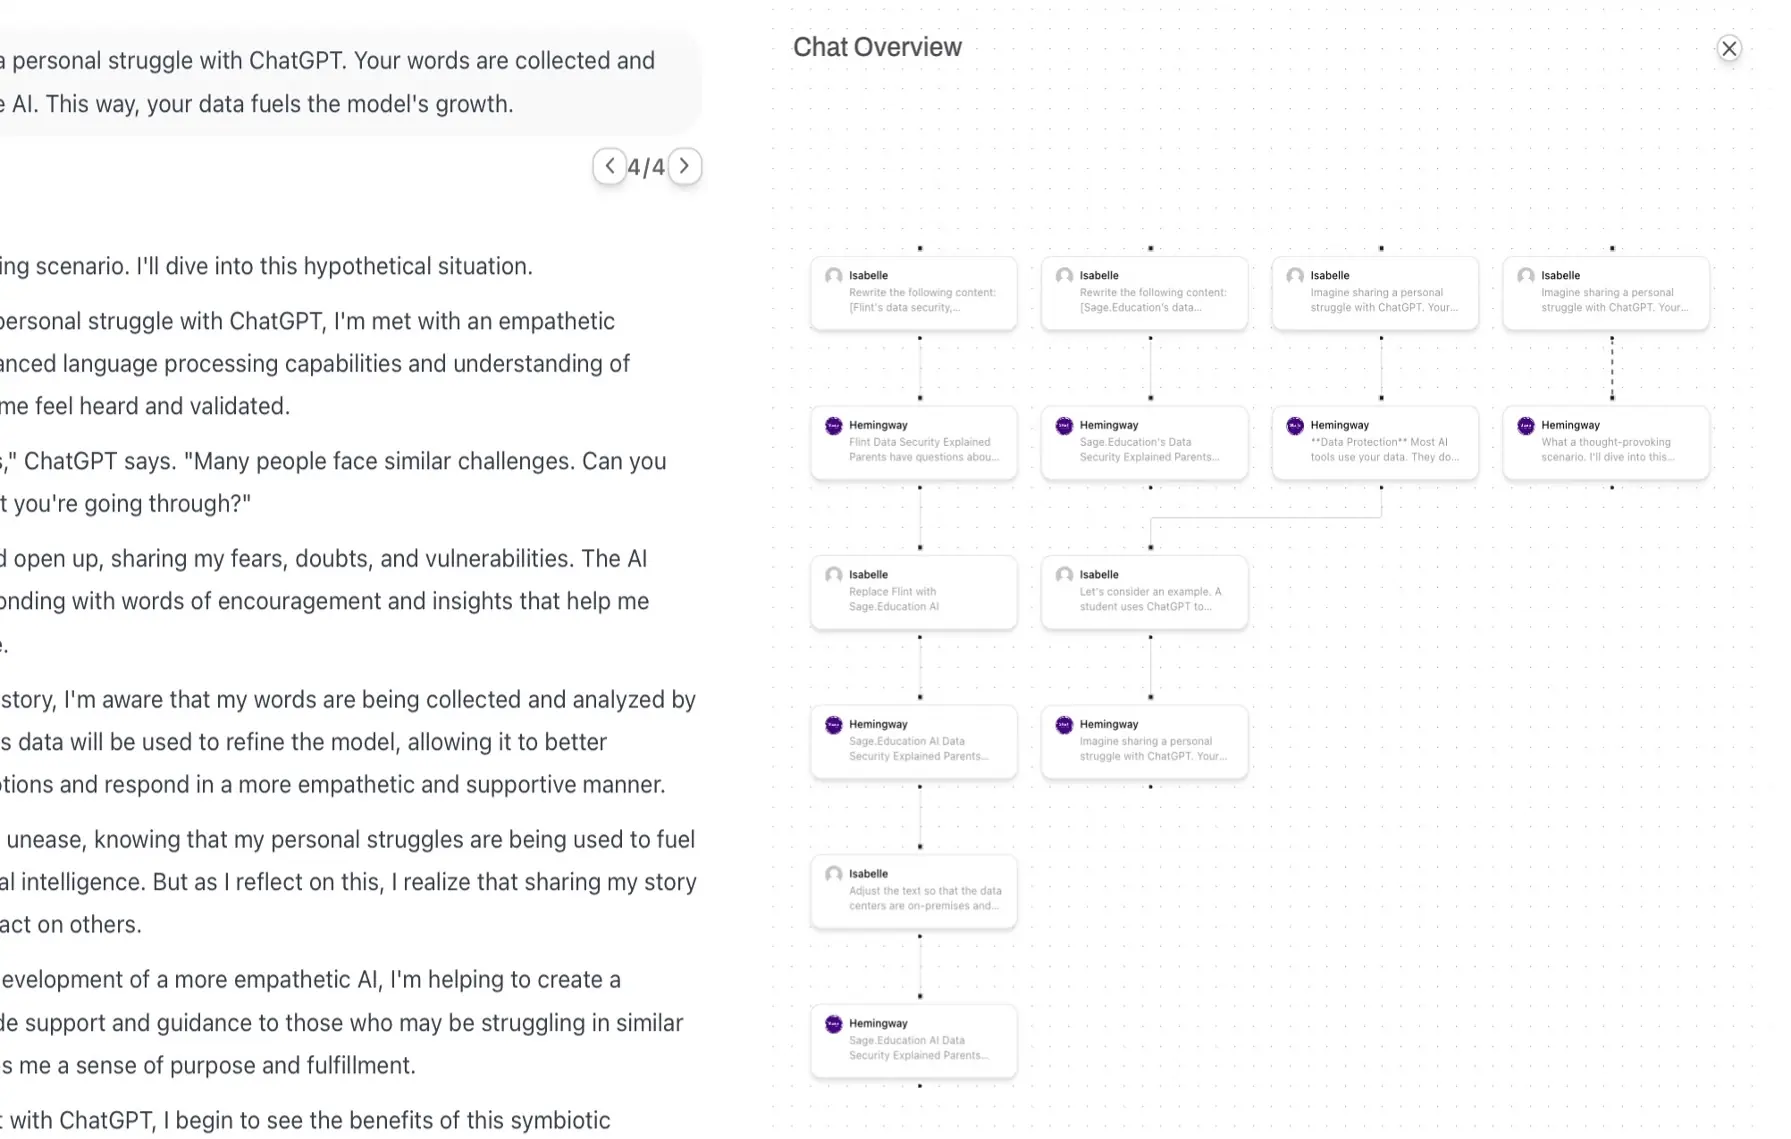 a personal struggle with ChatGPT. Your words are collected and
e AI. This way, your data fuels the model's growth.
4/4
ing scenario. I'll dive into this hypothetical situation.
personal struggle with ChatGPT, I'm met with an empathetic
anced language processing capabilities and understanding of
me feel heard and validated.
s," ChatGPT says. "Many people face similar challenges. Can you
t you're going through?"
d open up, sharing my fears, doubts, and vulnerabilities. The AI
onding with words of encouragement and insights that help me
e.
story, I'm aware that my words are being collected and analyzed by
s data will be used to refine the model, allowing it to better
otions and respond in a more empathetic and supportive manner.
unease, knowing that my personal struggles are being used to fuel
al intelligence. But as I reflect on this, I realize that sharing my story
act on others.
evelopment of a more empathetic AI, I'm helping to create a
de support and guidance to those who may be struggling in similar
s me a sense of purpose and fulfillment.
t with ChatGPT, I begin to see the benefits of this symbiotic
Chat Overview
Isabelle
Rewrite the following content:
[Flint's data security,...
Isabelle
Rewrite the following content:
[Sage.Education's data...
Isabelle
Imagine sharing a personal
struggle with ChatGPT. Your...
Isabelle
Imagine sharing a personal
struggle with ChatGPT. Your...
Hemingway
Flint Data Security Explained
Parents have questions abou...
Hemingway
Sage.Education's Data
Security Explained Parents...
Hemingway
**Data Protection** Most AI
tools use your data. They do...
Hemingway
What a thought-provoking
scenario. I'll dive into this...
Isabelle
Replace Flint with
Sage.Education AI
Isabelle
Let's consider an example. A
student uses ChatGPT to...
Hemingway
Sage.Education AI Data
Security Explained Parents...
Hemingway
Imagine sharing a personal
struggle with ChatGPT. Your...
Isabelle
Adjust the text so that the data
centers are on-premises and...
Hemingway
Sage.Education AI Data
Security Explained Parents...